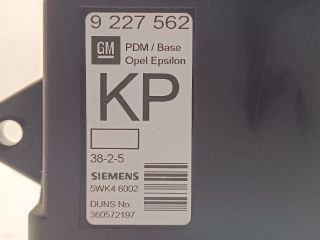 9 227 562
GM PDM / Base
Opel Epsilon
KP
38-2-5
SIEMENS
5WK4 6002
DUNS No.
360572197